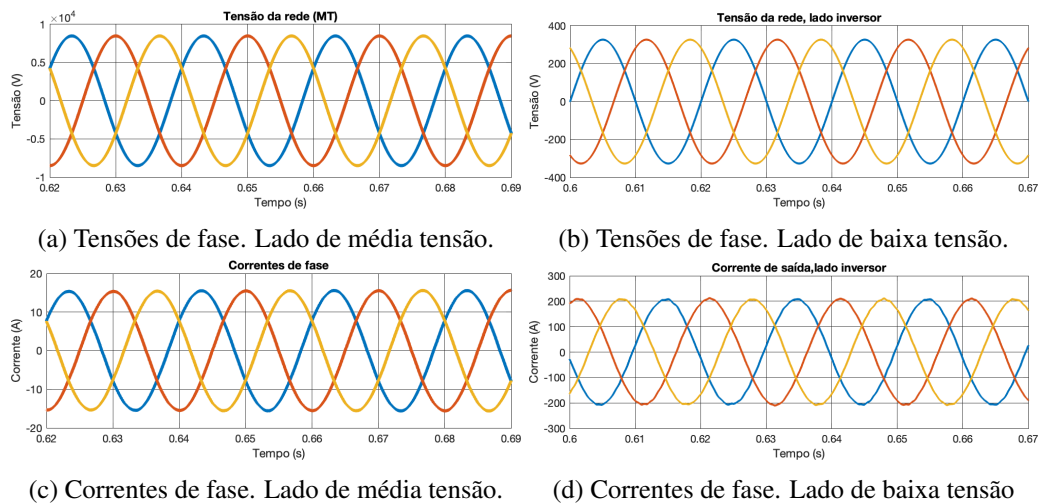 Tensão da rede (MT)
×10⁴
1
0.5
0
-0.5
-1
Tensão (V)
0.62 0.63 0.64 0.65 0.66 0.67 0.68 0.69
Tempo (s)
(a) Tensões de fase. Lado de média tensão.
Tensão da rede, lado inversor
400
200
0
-200
-400
Tensão (V)
0.6 0.61 0.62 0.63 0.64 0.65 0.66 0.67
Tempo (s)
(b) Tensões de fase. Lado de baixa tensão.
Correntes de fase
20
10
0
-10
-20
Corrente (A)
0.62 0.63 0.64 0.65 0.66 0.67 0.68 0.69
Tempo (s)
(c) Correntes de fase. Lado de média tensão.
Corrente de saída,lado inversor
300
200
100
0
-100
-200
-300
Corrente (A)
0.6 0.61 0.62 0.63 0.64 0.65 0.66 0.67
Tempo (s)
(d) Correntes de fase. Lado de baixa tensão